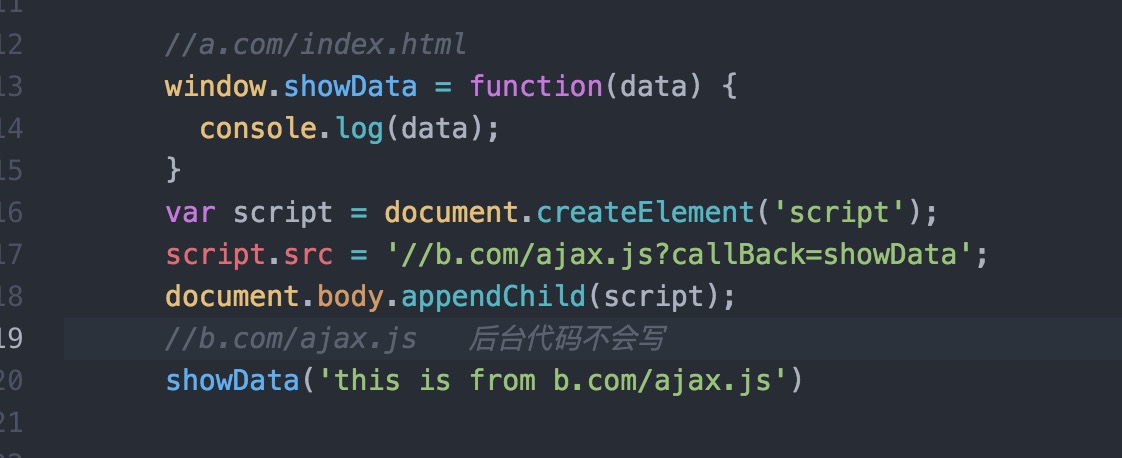 11
12 //a.com/index.html
13 window.showData = function(data) {
14 console.log(data);
15 }
16 var script = document.createElement('script');
17 script.src = '//b.com/ajax.js?callBack=showData';
18 document.body.appendChild(script);
19 //b.com/ajax.js 后台代码不会写
20 showData('this is from b.com/ajax.js')
21